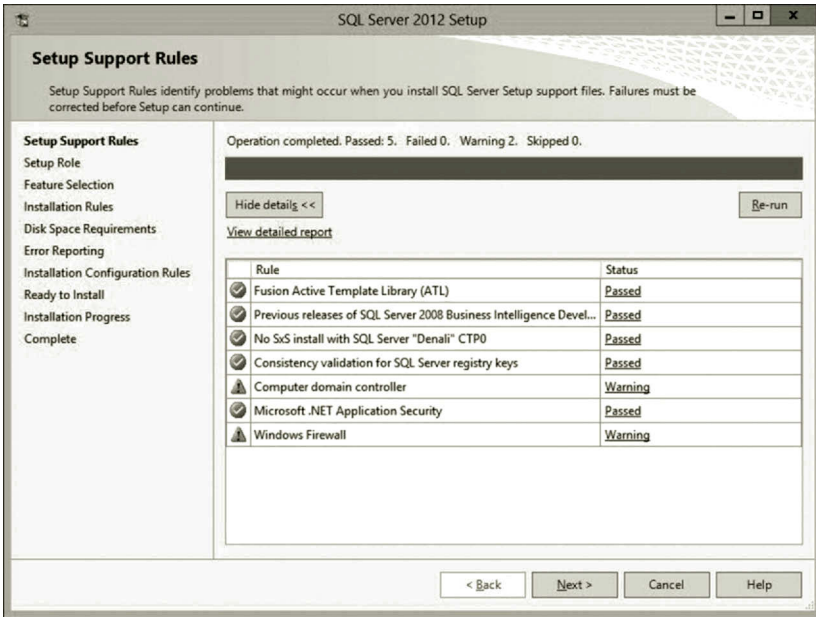 SQL Server 2012 Setup
Setup Support Rules
Setup Support Rules identify problems that might occur when you install SQL Server Setup support files. Failures must be
corrected before Setup can continue.
Setup Support Rules
Setup Role
Feature Selection
Installation Rules
Disk Space Requirements
Error Reporting
Installation Configuration Rules
Ready to Install
Installation Progress
Complete
Operation completed. Passed: 5. Failed 0. Warning 2. Skipped 0.
Hide details <<
Re-run
View detailed report
Rule Status
Fusion Active Template Library (ATL) Passed
Previous releases of SQL Server 2008 Business Intelligence Devel... Passed
No SxS install with SQL Server "Denali" CTP0 Passed
Consistency validation for SQL Server registry keys Passed
Computer domain controller Warning
Microsoft .NET Application Security Passed
Windows Firewall Warning
< Back
Next >
Cancel
Help